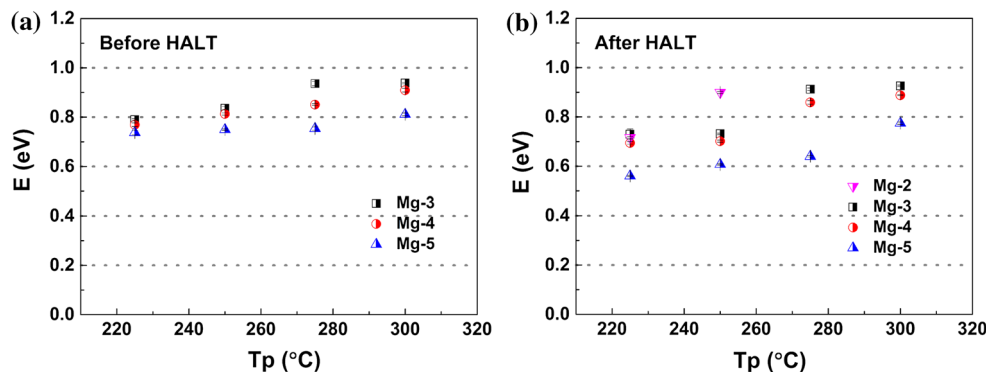 (a)
Before HALT
E (eV)
1.2
1.0
0.8
0.6
0.4
0.2
0.0
Mg-3
Mg-4
Mg-5
220 240 260 280 300 320
Tp (°C)
(b)
After HALT
E (eV)
1.2
1.0
0.8
0.6
0.4
0.2
0.0
Mg-2
Mg-3
Mg-4
Mg-5
220 240 260 280 300 320
Tp (°C)